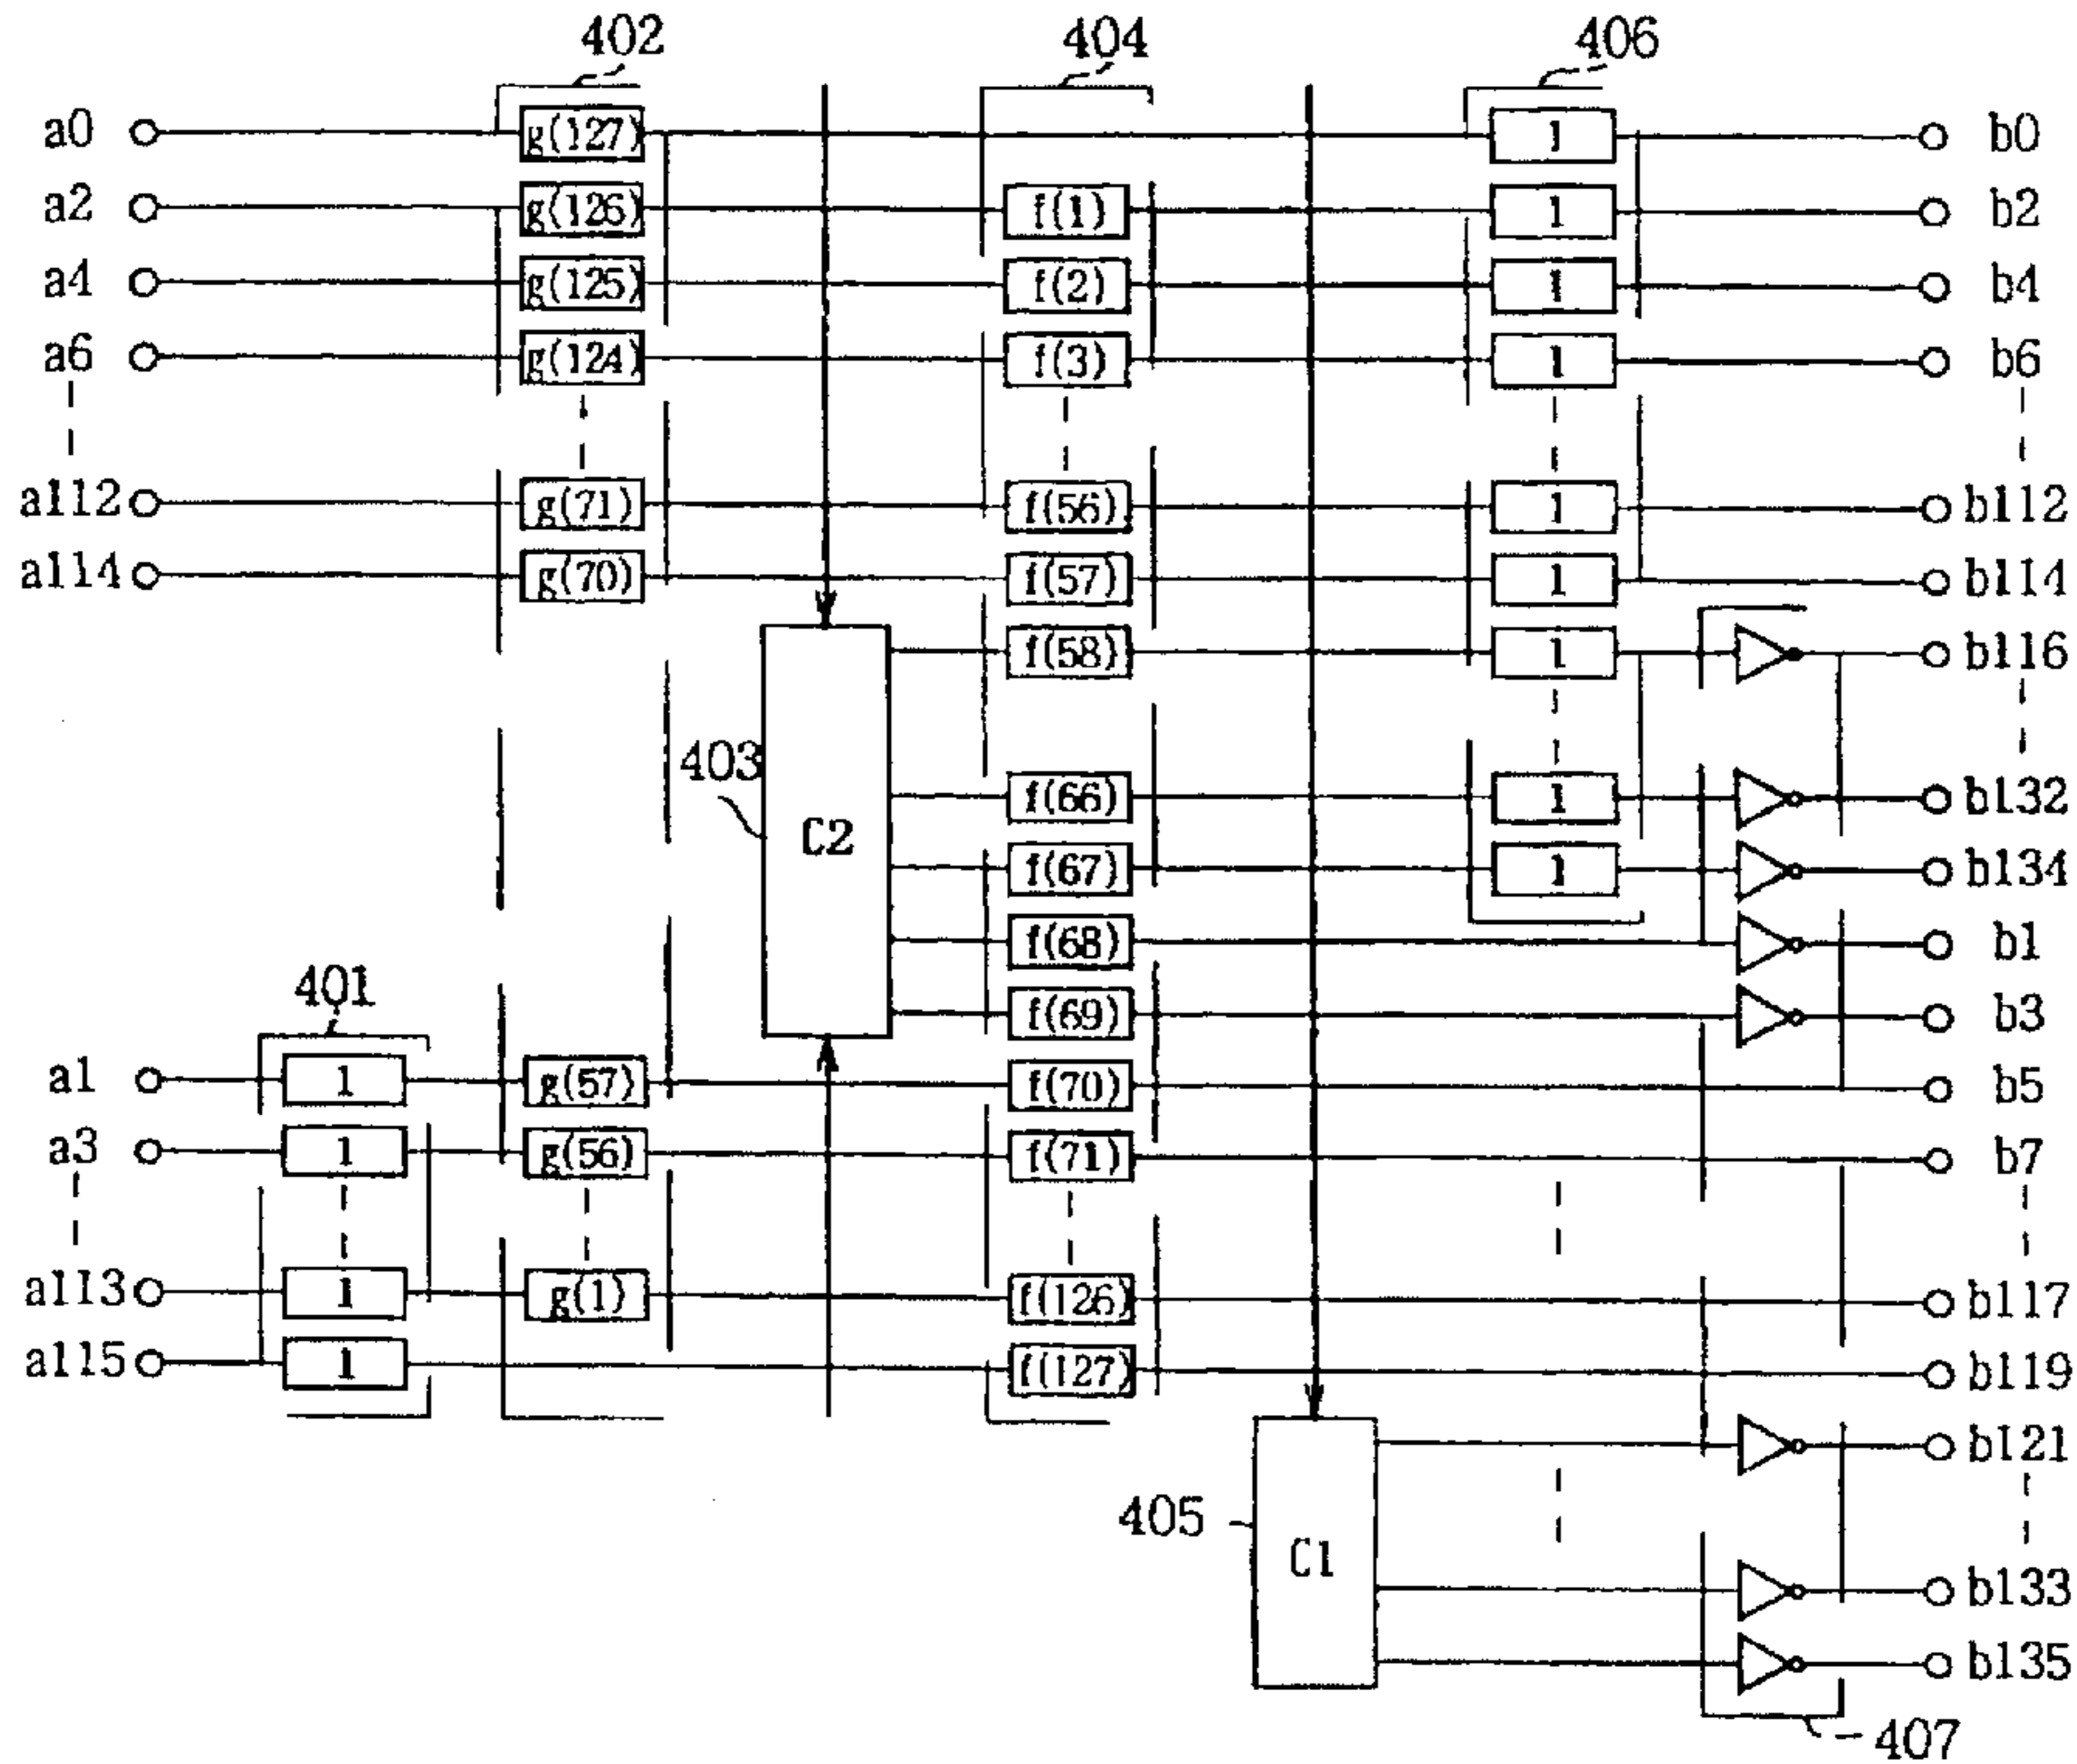 402 404 406
a0 g(127) 1 b0
a2 g(126) f(1) 1 b2
a4 g(125) f(2) 1 b4
a6 g(124) f(3) 1 b6
a112 g(71) f(56) 1 b112
a114 g(70) f(57) 1 b114
f(58) 1 b116
403 C2 f(66) 1 b132
f(67) 1 b134
f(68) b1
401 f(69) b3
a1 1 g(57) f(70) b5
a3 1 g(56) f(71) b7
a113 1 g(1) f(126) b117
a115 1 f(127) b119
b121
405 C1 b133
b135
407